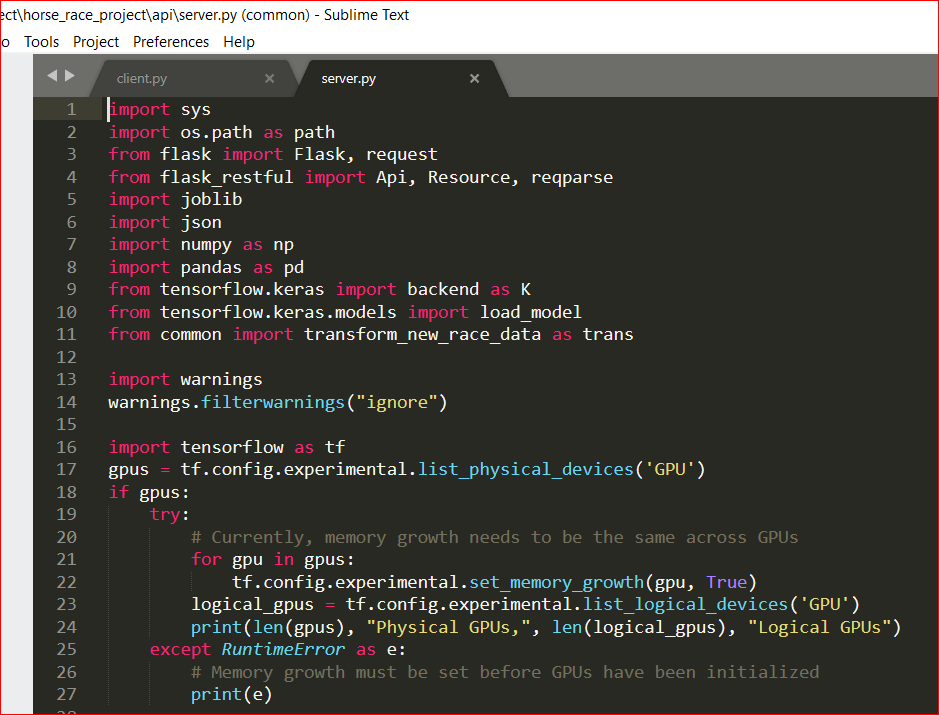 ect\horse_race_project\api\server.py (common) - Sublime Text
o Tools Project Preferences Help
client.py × server.py ×
1 import sys
2 import os.path as path
3 from flask import Flask, request
4 from flask_restful import Api, Resource, reqparse
5 import joblib
6 import json
7 import numpy as np
8 import pandas as pd
9 from tensorflow.keras import backend as K
10 from tensorflow.keras.models import load_model
11 from common import transform_new_race_data as trans
12
13 import warnings
14 warnings.filterwarnings("ignore")
15
16 import tensorflow as tf
17 gpus = tf.config.experimental.list_physical_devices('GPU')
18 if gpus:
19     try:
20         # Currently, memory growth needs to be the same across GPUs
21         for gpu in gpus:
22             tf.config.experimental.set_memory_growth(gpu, True)
23         logical_gpus = tf.config.experimental.list_logical_devices('GPU')
24         print(len(gpus), "Physical GPUs,", len(logical_gpus), "Logical GPUs")
25     except RuntimeError as e:
26         # Memory growth must be set before GPUs have been initialized
27         print(e)